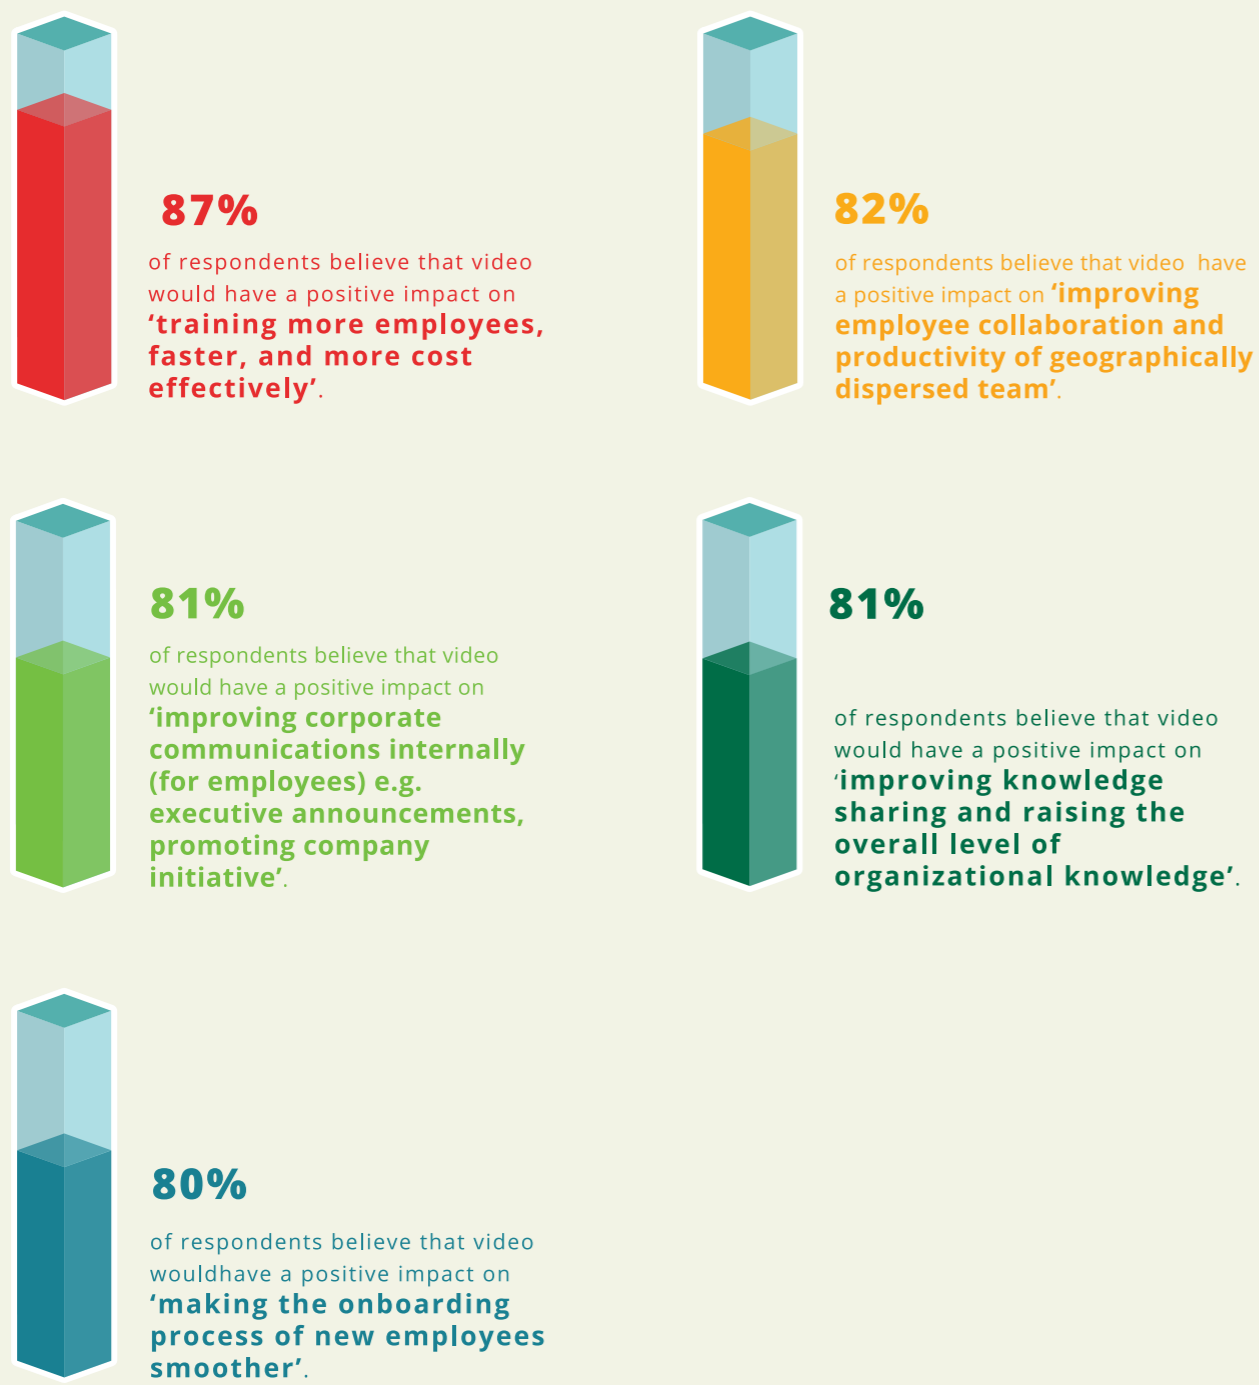 87%
of respondents believe that video
would have a positive impact on
‘training more employees,
faster, and more cost
effectively’.
82%
of respondents believe that video  have
a positive impact on ‘improving
employee collaboration and
productivity of geographically
dispersed team’.
81%
of respondents believe that video
would have a positive impact on
‘improving corporate
communications internally
(for employees) e.g.
executive announcements,
promoting company
initiative’.
81%
of respondents believe that video
would have a positive impact on
‘improving knowledge
sharing and raising the
overall level of
organizational knowledge’.
80%
of respondents believe that video
wouldhave a positive impact on
‘making the onboarding
process of new employees
smoother’.